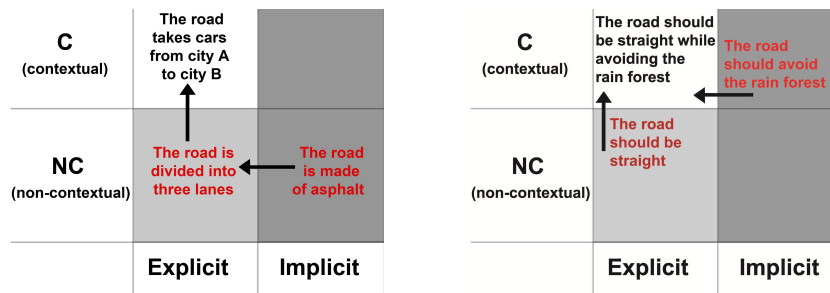 C
(contextual)
The road
takes cars
from city A
to city B
NC
(non-contextual)
The road is
divided into
three lanes
The road
is made
of asphalt
Explicit
Implicit
C
(contextual)
The road should
be straight while
avoiding the
rain forest
The road
should avoid
the rain forest
NC
(non-contextual)
The road
should be
straight
Explicit
Implicit